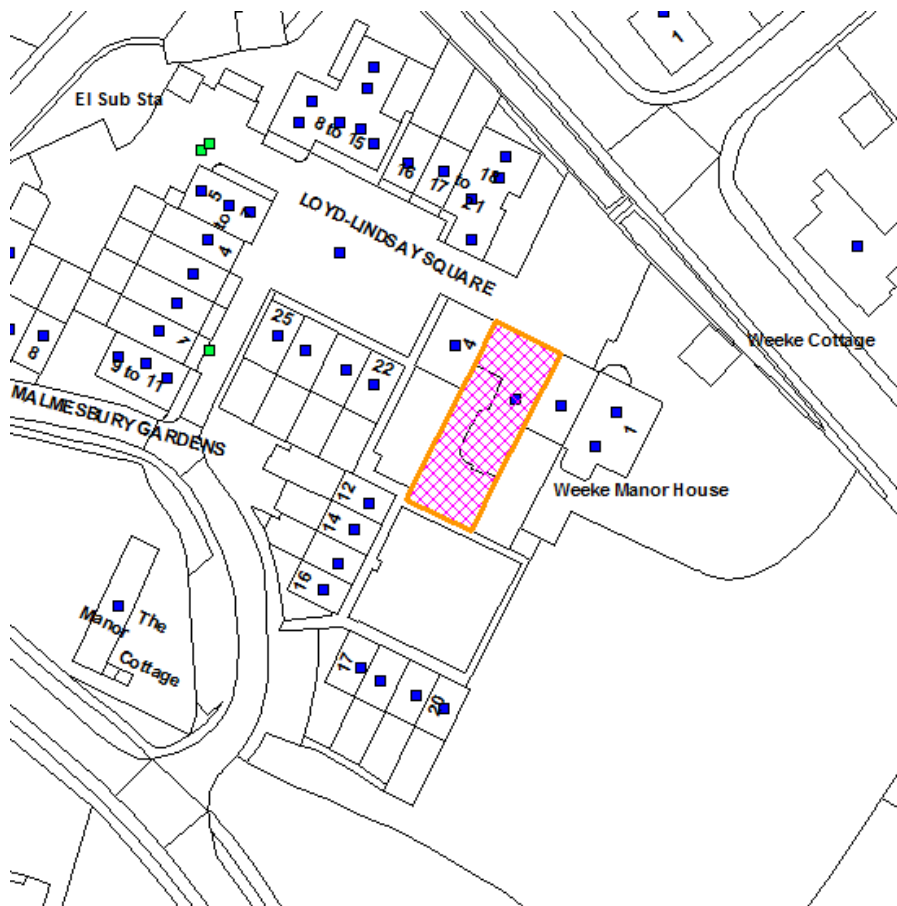 1
El Sub Sta
8 to 15
16
17 to 21
18
5 to 7
4
LOYD-LINDSAY SQUARE
25
22
4
Weeke Cottage
7
8
9 to 11
MALMESBURY GARDENS
1
Weeke Manor House
12
14
16
The
Manor
Cottage
17
20